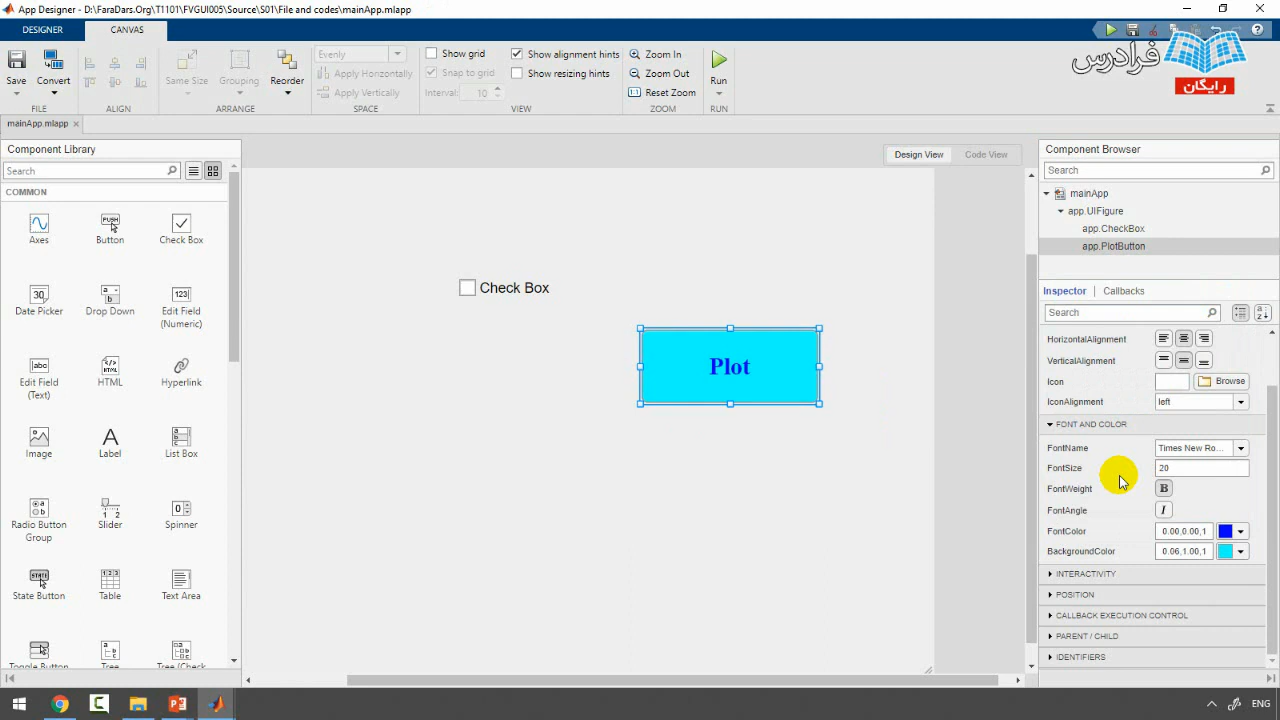 App Designer - D:\FaraDars.Org\T1101\FVGUI005\Source\S01\File and codes\mainApp.mlapp
DESIGNER
CANVAS
فرادرس
رایگان
Save
Convert
Same Size
Grouping
Reorder
Evenly
Apply Horizontally
Apply Vertically
Show grid
Snap to grid
Interval: 10
Show alignment hints
Show resizing hints
Zoom In
Zoom Out
Reset Zoom
Run
FILE
ALIGN
ARRANGE
SPACE
VIEW
ZOOM
RUN
mainApp.mlapp
Component Library
Search
COMMON
Axes
Button
Check Box
Date Picker
Drop Down
Edit Field
(Numeric)
Edit Field
(Text)
HTML
Hyperlink
Image
Label
List Box
Radio Button
Group
Slider
Spinner
State Button
Table
Text Area
Toggle Button
Tree
Tree (Check
Design View
Code View
Check Box
Plot
Component Browser
Search
mainApp
app.UIFigure
app.CheckBox
app.PlotButton
Inspector
Callbacks
Search
HorizontalAlignment
VerticalAlignment
Icon
Browse
IconAlignment
left
FONT AND COLOR
FontName
Times New Ro...
FontSize
20
FontWeight
B
FontAngle
I
FontColor
0.00,0.00,1
BackgroundColor
0.06,1.00,1
INTERACTIVITY
POSITION
CALLBACK EXECUTION CONTROL
PARENT / CHILD
IDENTIFIERS
ENG